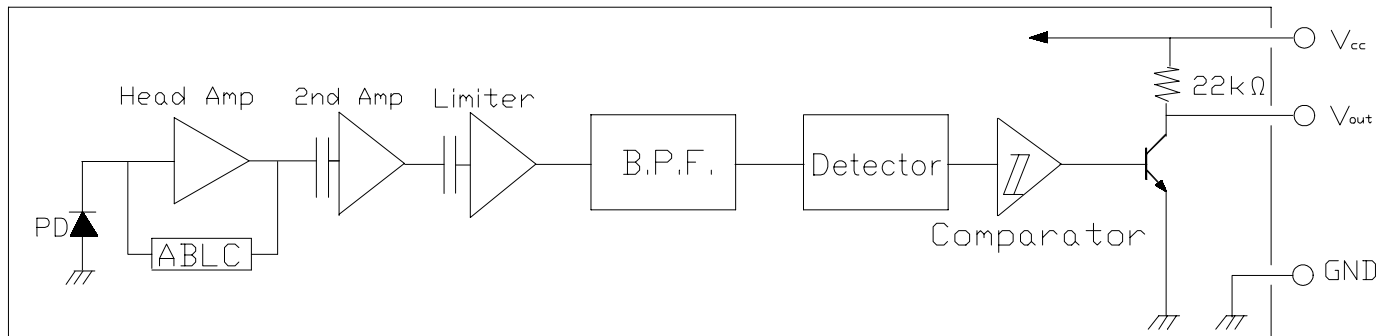 Vcc
22kΩ
Head Amp
2nd Amp
Limiter
Vout
B.P.F.
Detector
PD
ABLC
Comparator
GND